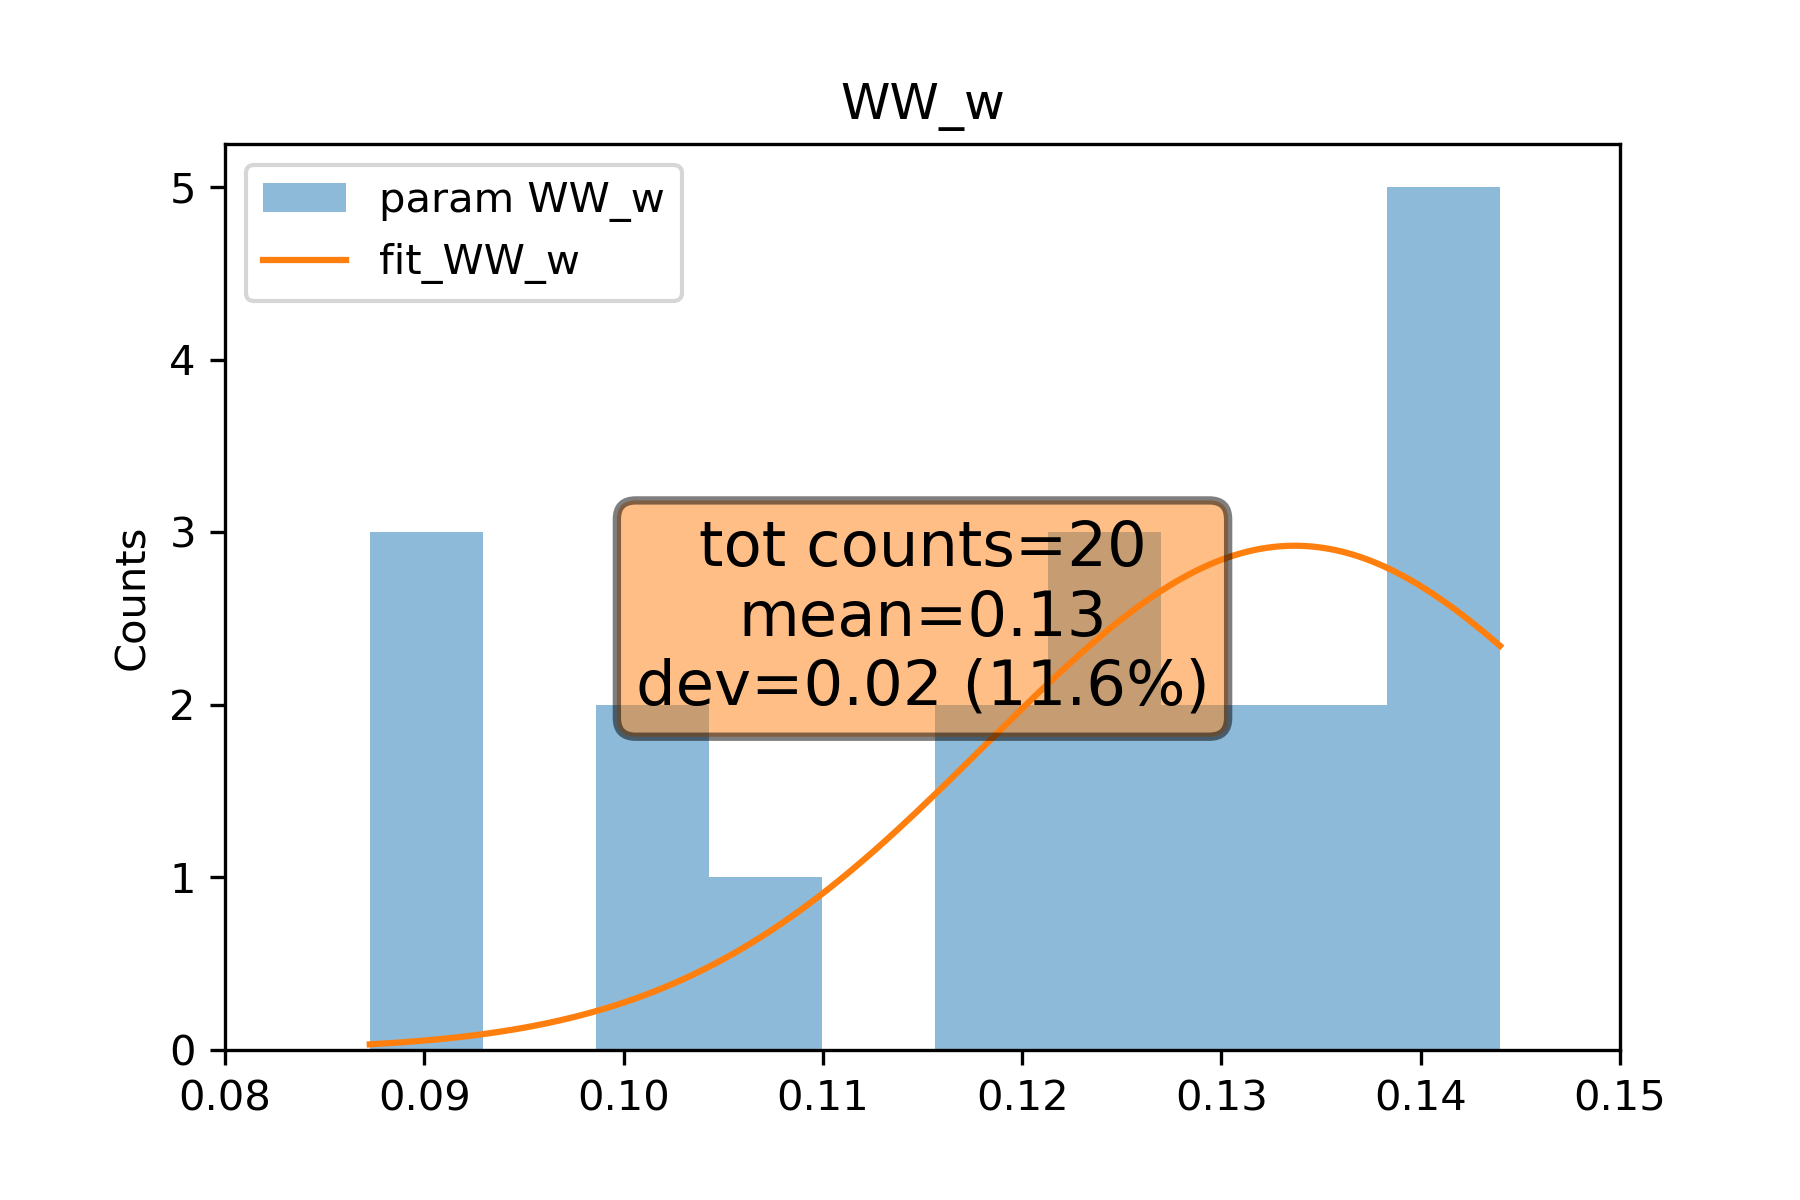 WW_w
param WW_w
fit_WW_w
5
4
3
2
1
0
Counts
tot counts=20
mean=0.13
dev=0.02 (11.6%)
0.08 0.09 0.10 0.11 0.12 0.13 0.14 0.15